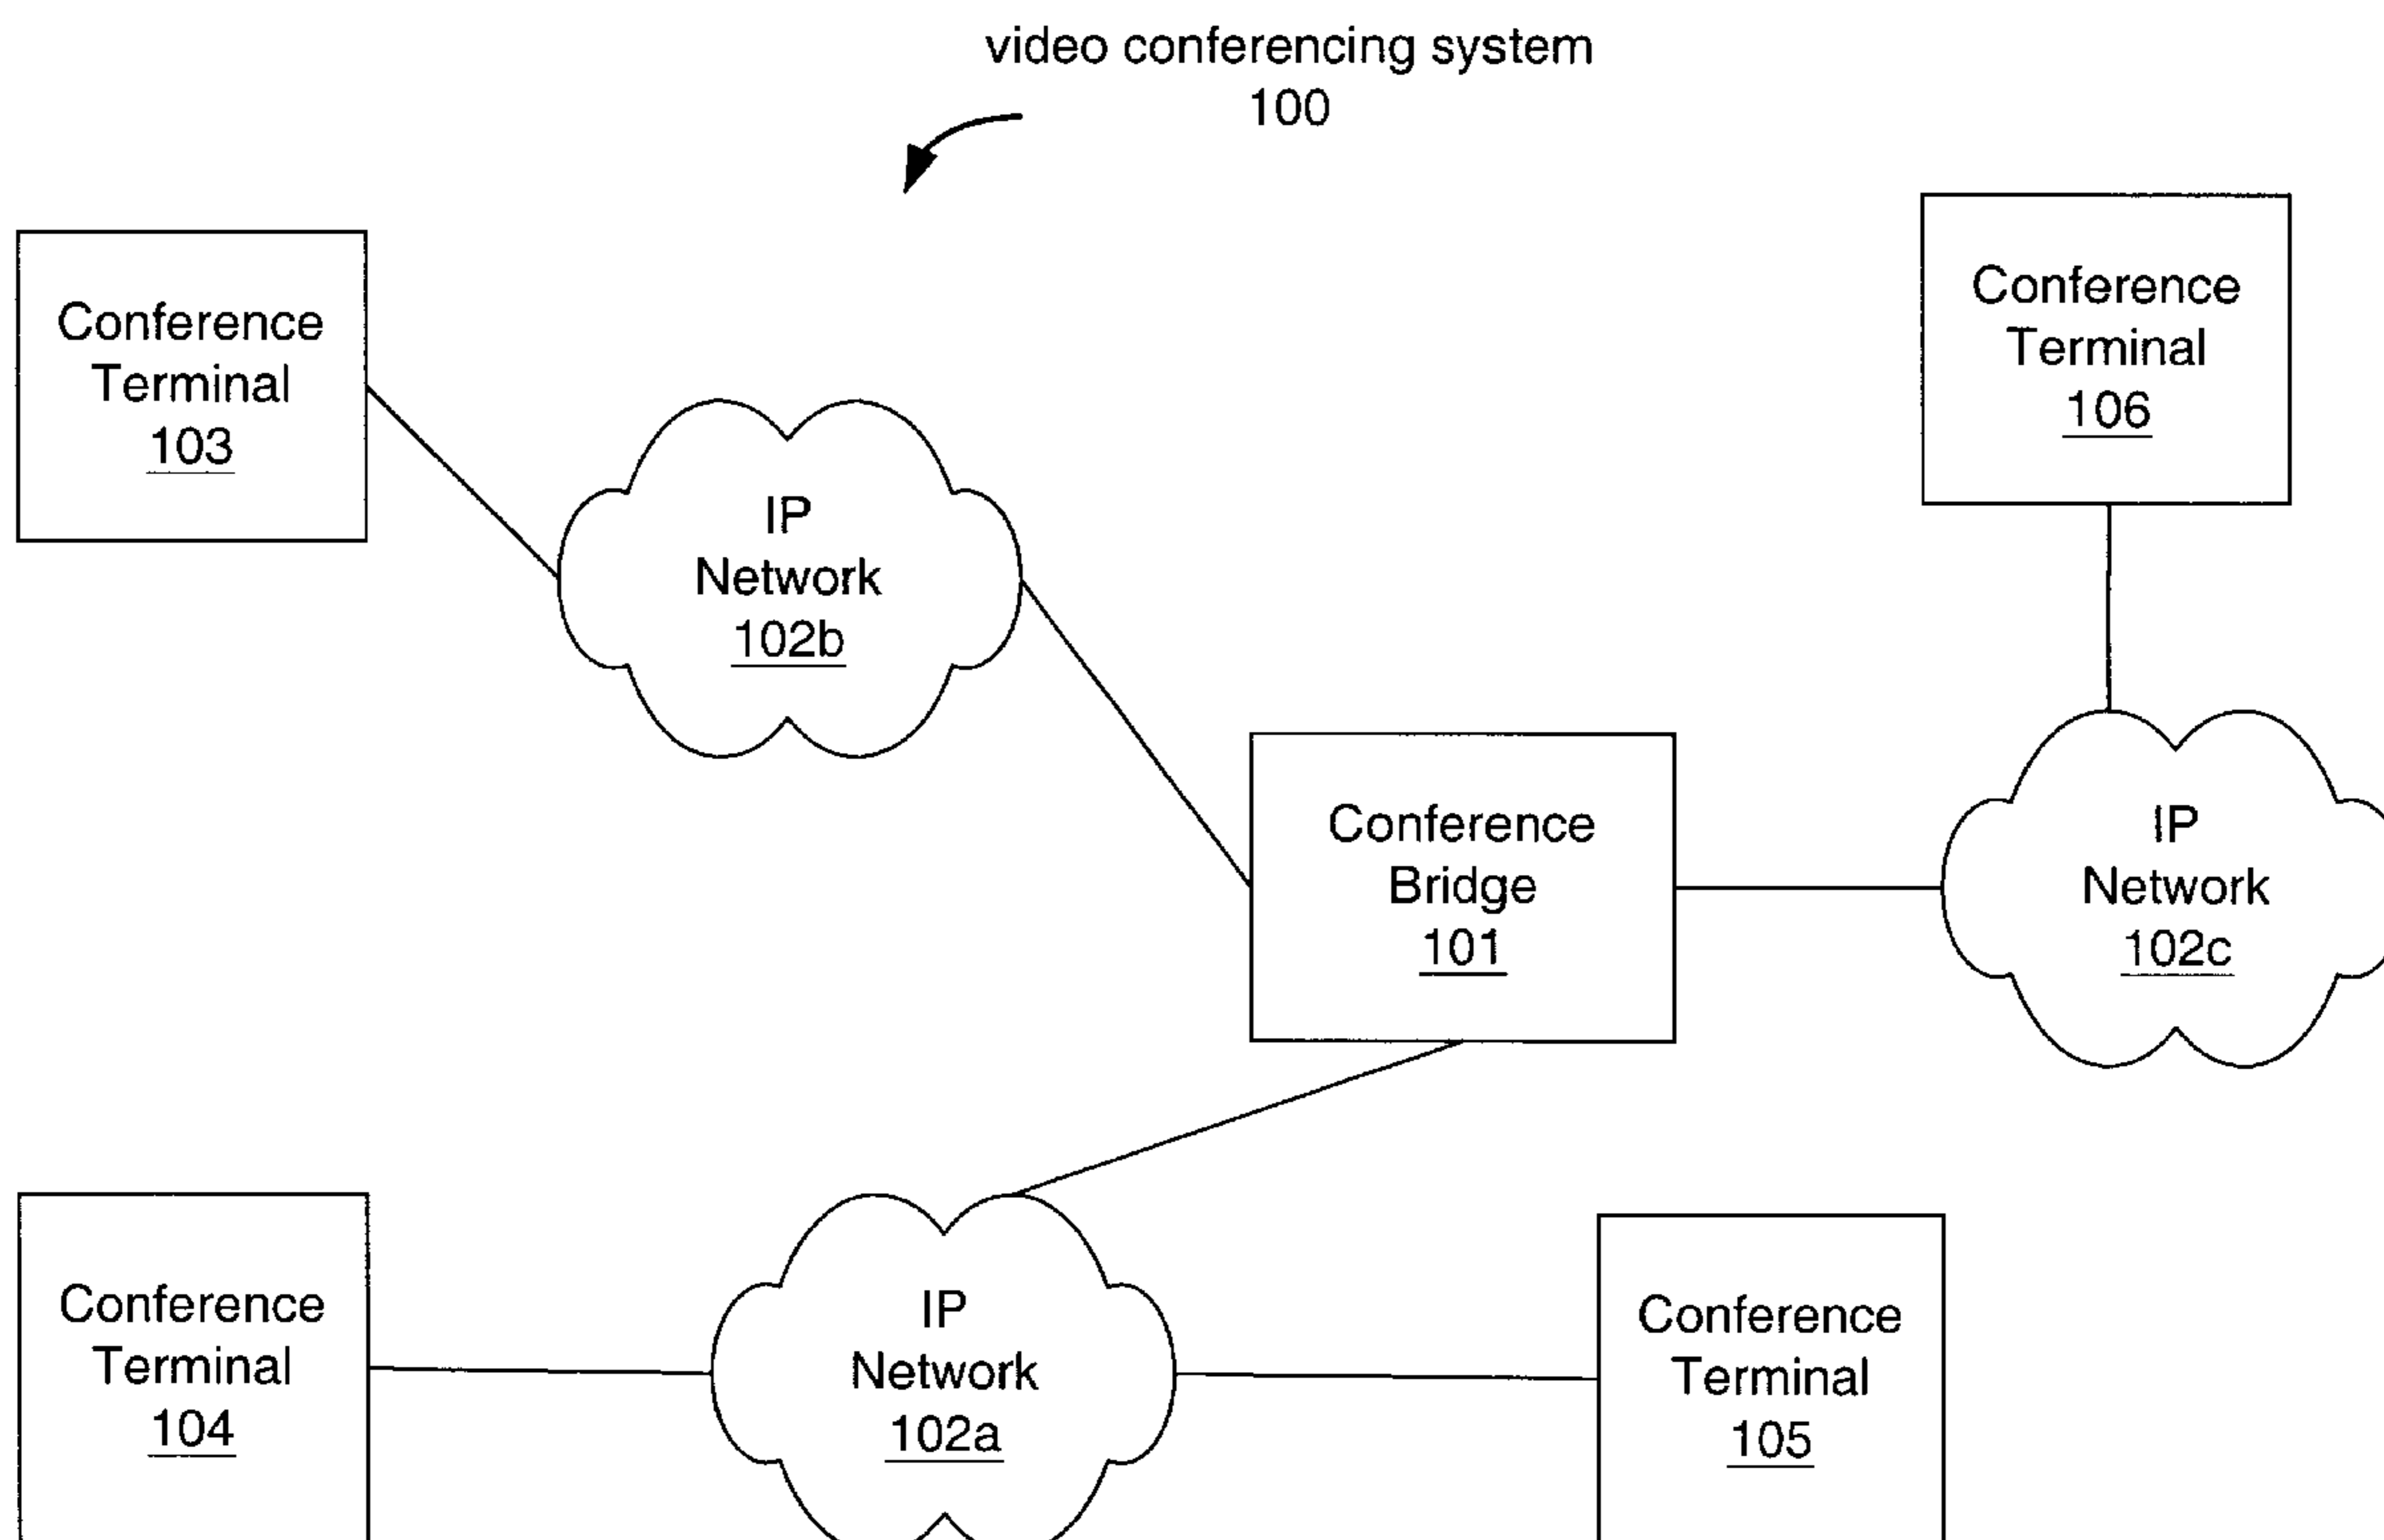 video conferencing system
100
Conference
Terminal
103
Conference
Terminal
106
IP
Network
102b
Conference
Bridge
101
IP
Network
102c
Conference
Terminal
104
IP
Network
102a
Conference
Terminal
105